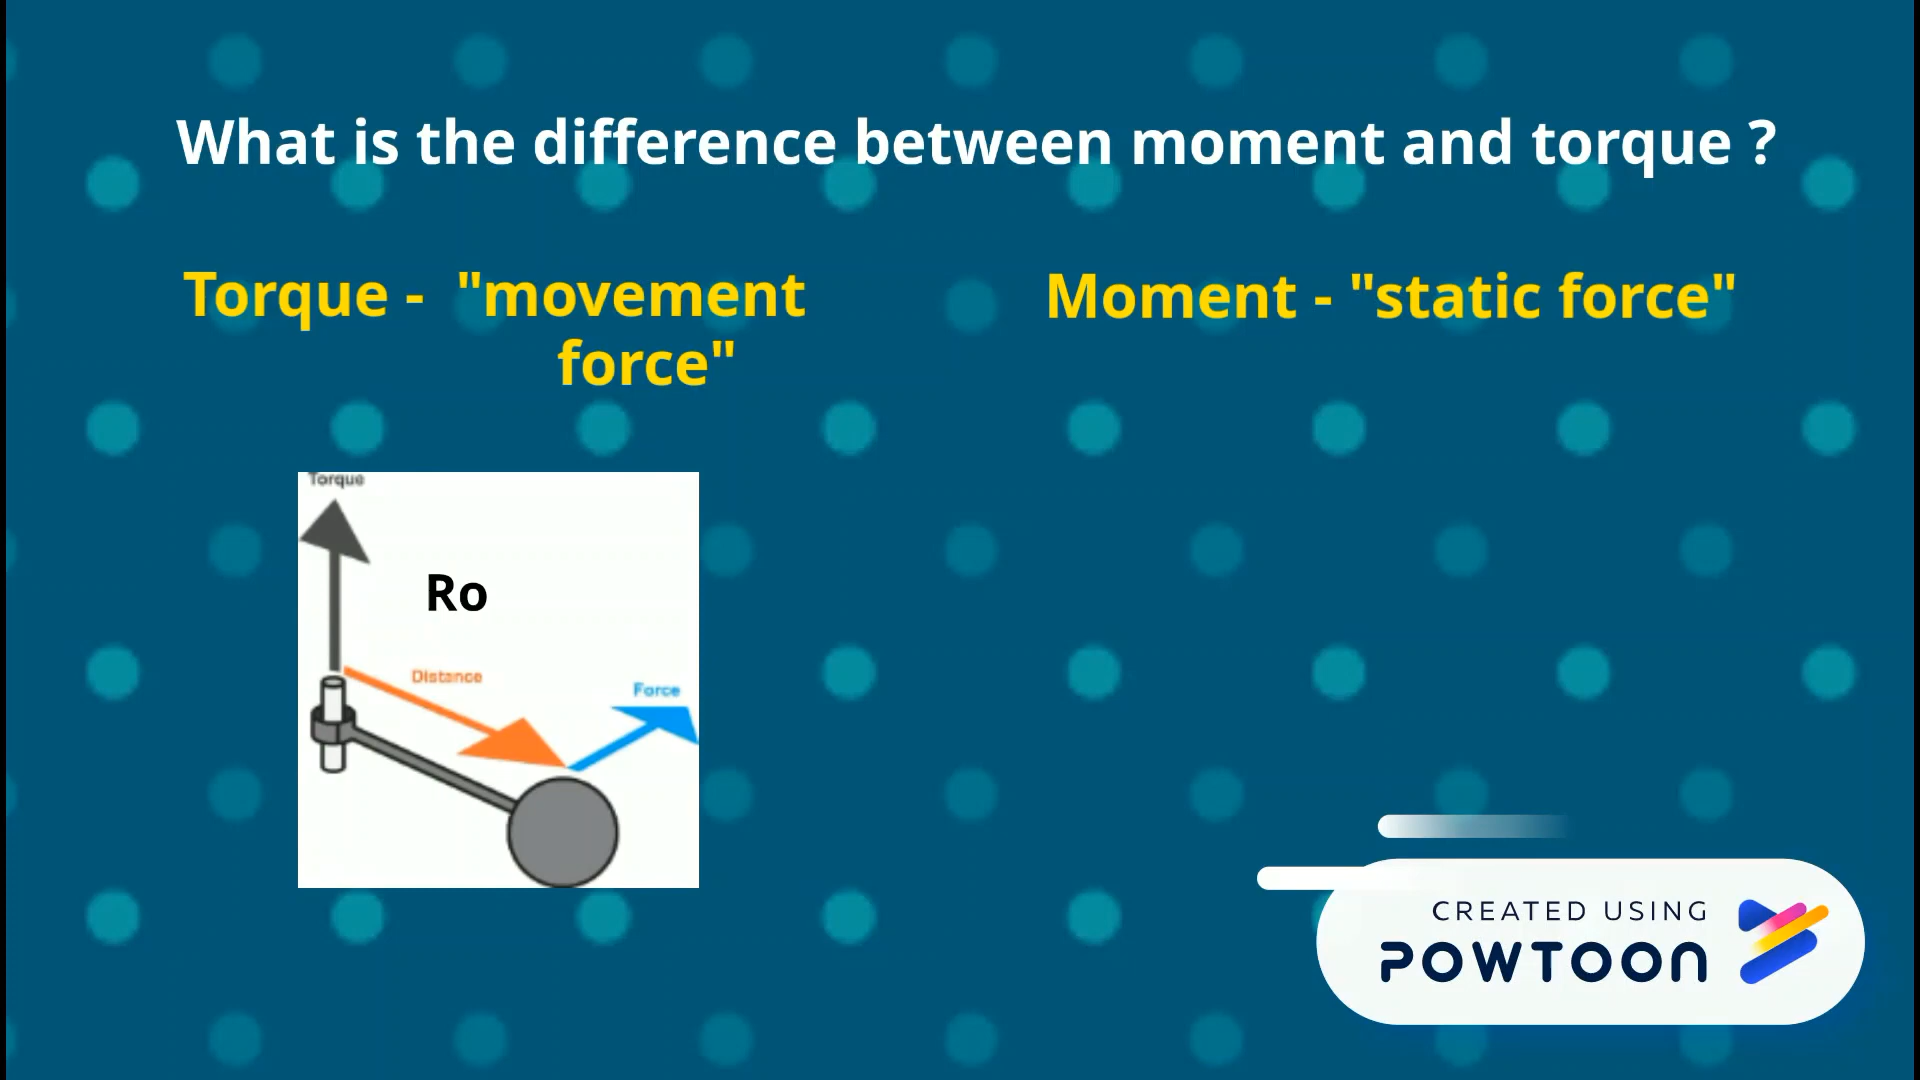 What is the difference between moment and torque ?
Torque - "movement
force"
Moment - "static force"
Torque
Ro
Distance
Force
CREATED USING
POWTOON